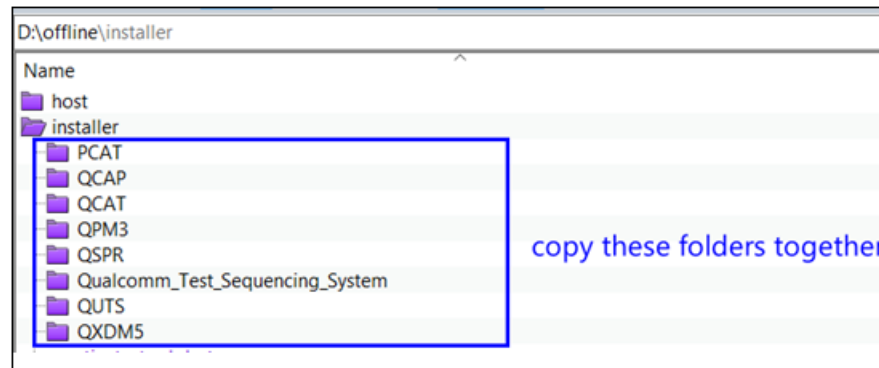 D:\offline\installer
Name
host
installer
PCAT
QCAP
QCAT
QPM3
QSPR
copy these folders together
Qualcomm_Test_Sequencing_System
QUTS
QXDM5